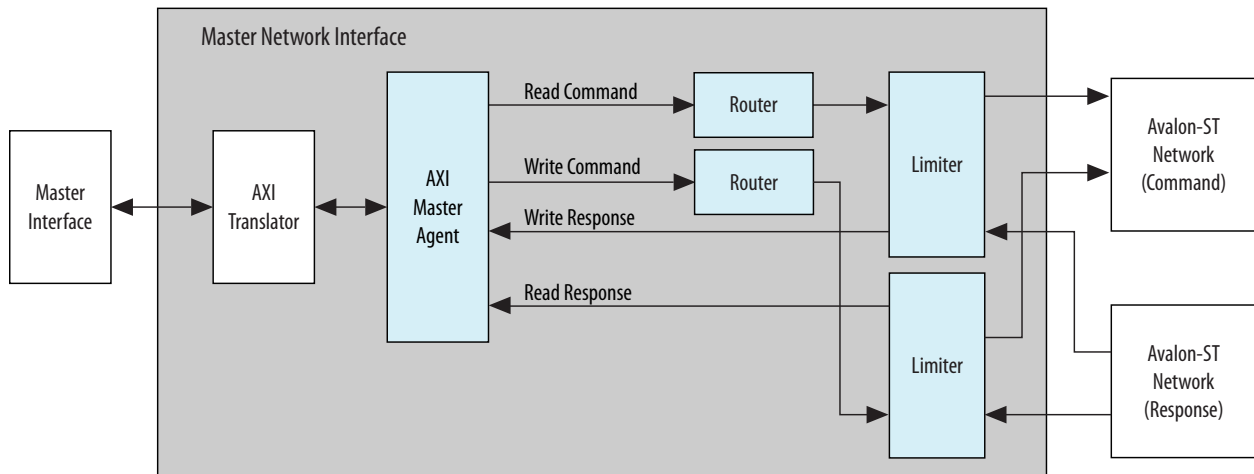 Master Network Interface
Master
Interface
AXI
Translator
AXI
Master
Agent
Read Command
Write Command
Write Response
Read Response
Router
Router
Limiter
Limiter
Avalon-ST
Network
(Command)
Avalon-ST
Network
(Response)